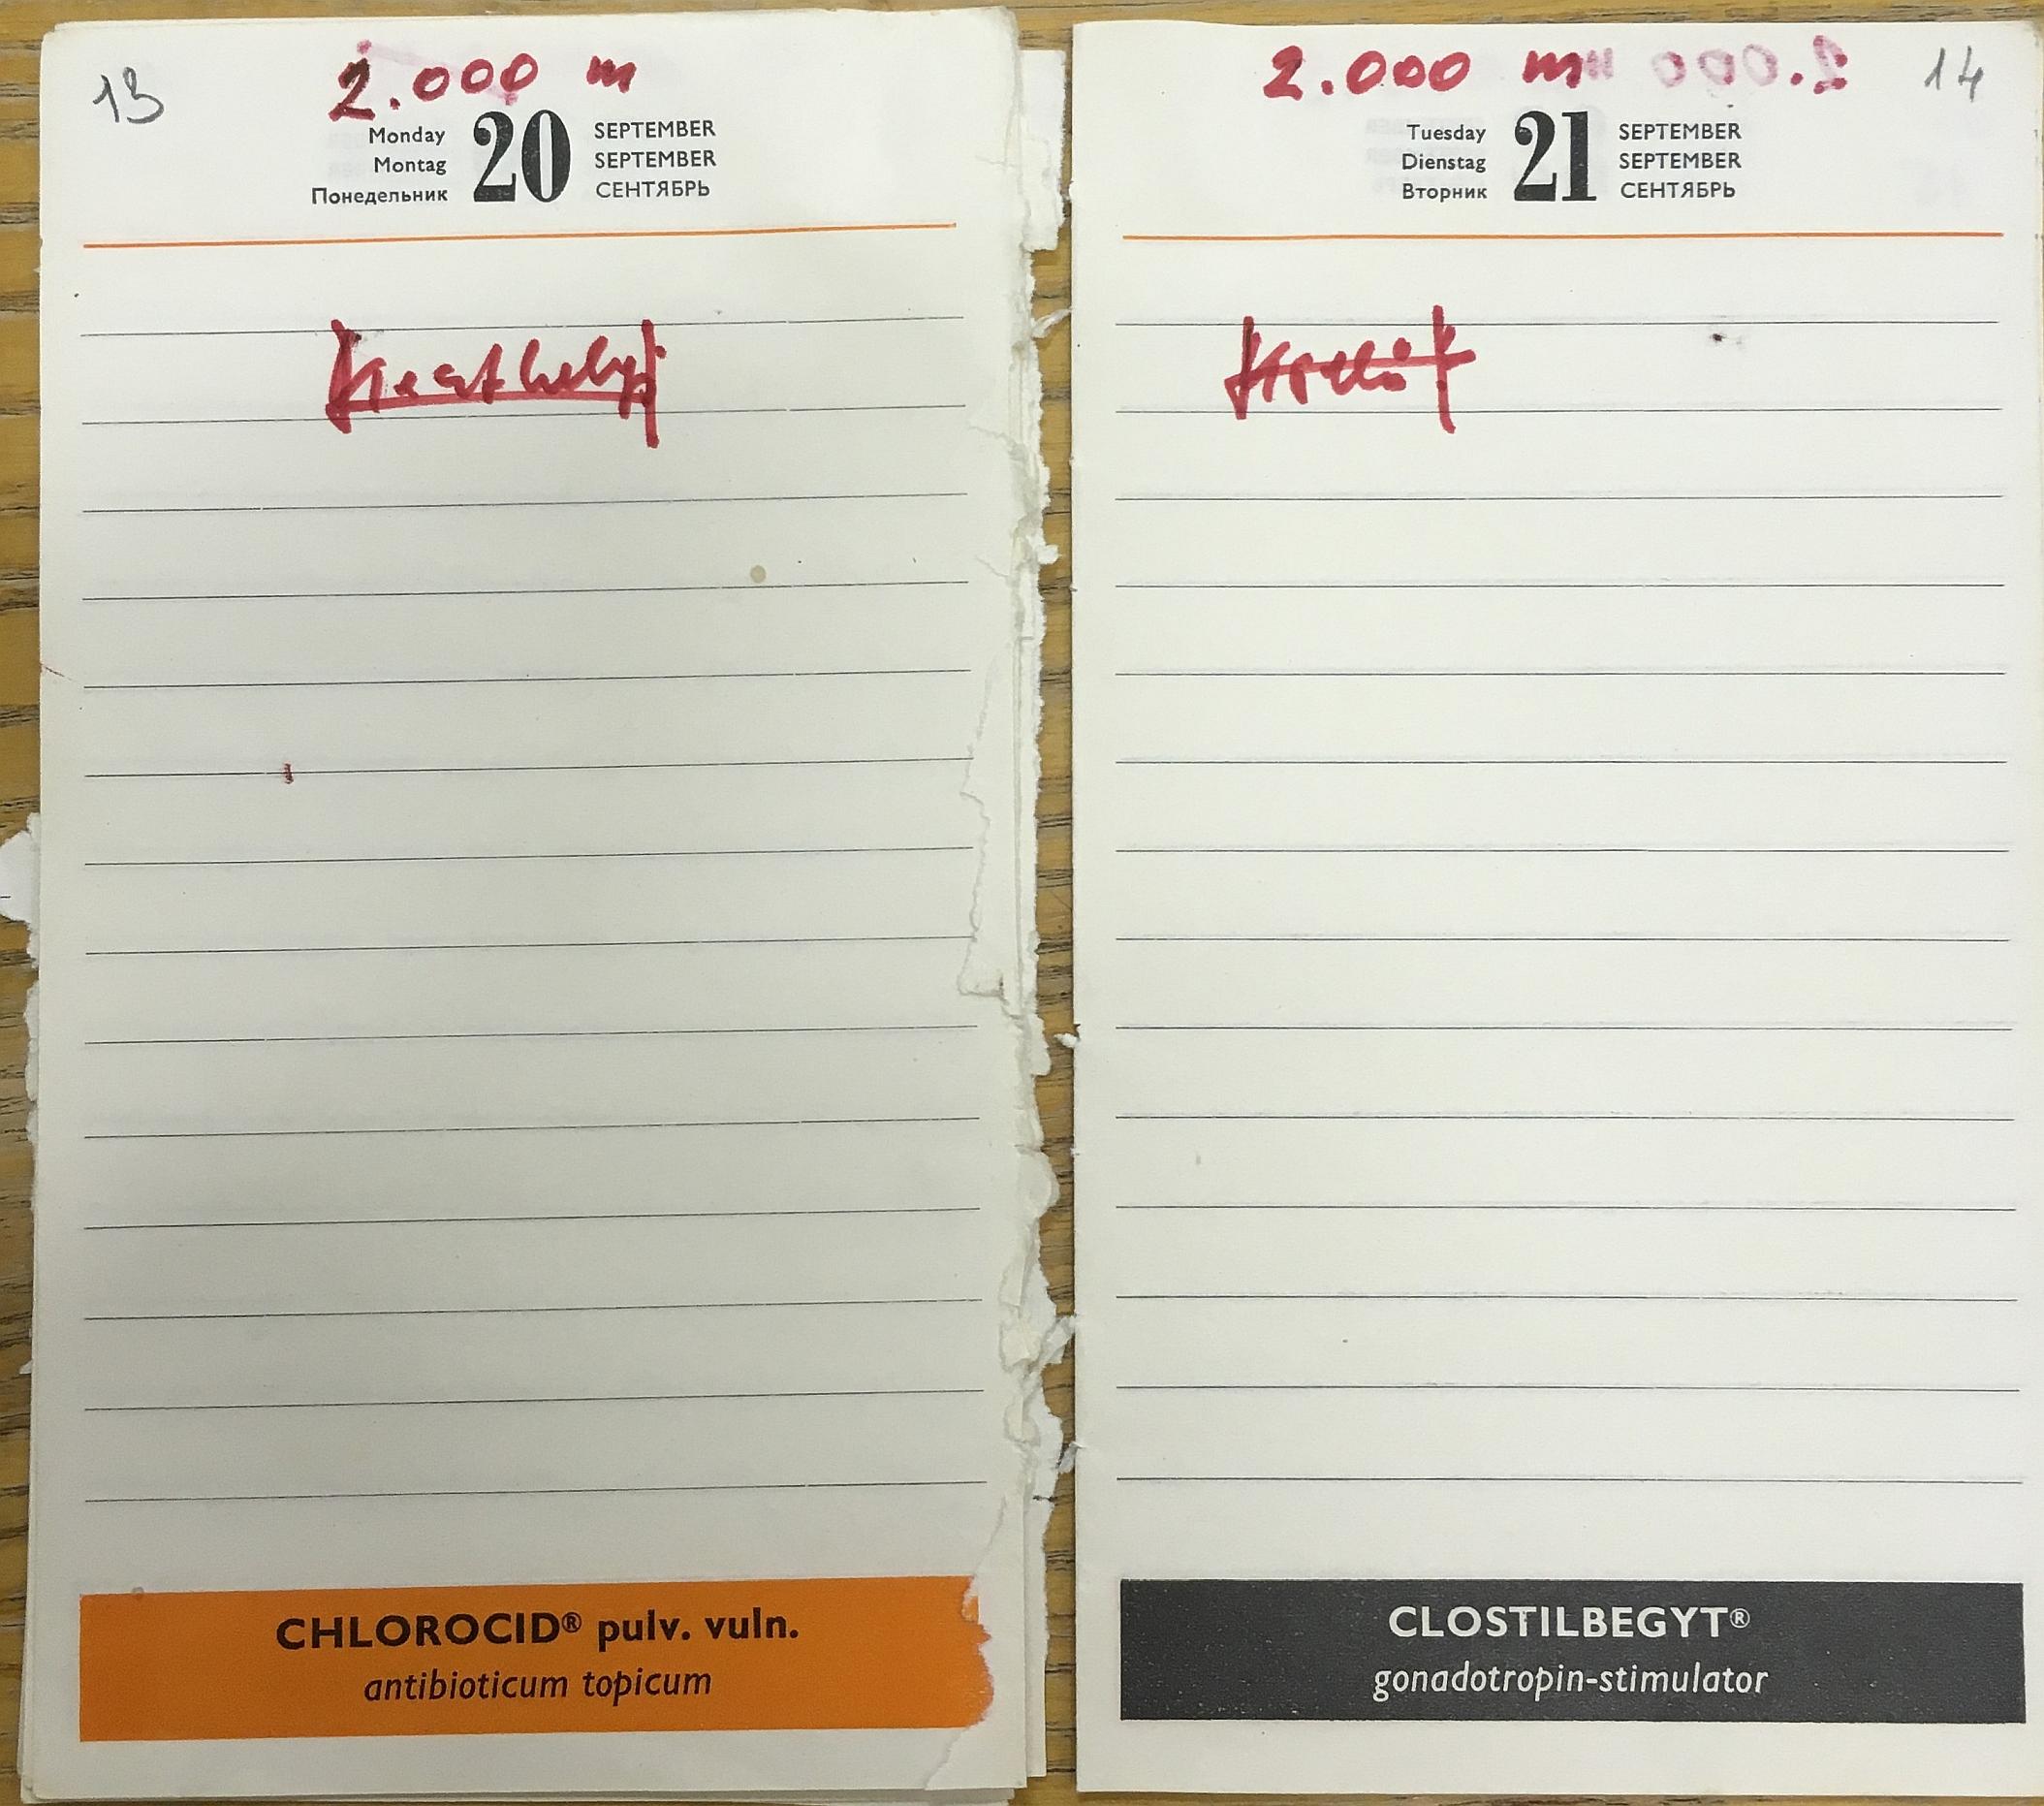 13
2.000 m
Monday 20 SEPTEMBER
Montag SEPTEMBER
Понедельник СЕНТЯБРЬ
CHLOROCID® pulv. vuln.
antibioticum topicum
2.000 m
14
Tuesday 21 SEPTEMBER
Dienstag SEPTEMBER
Вторник СЕНТЯБРЬ
CLOSTILBEGYT®
gonadotropin-stimulator